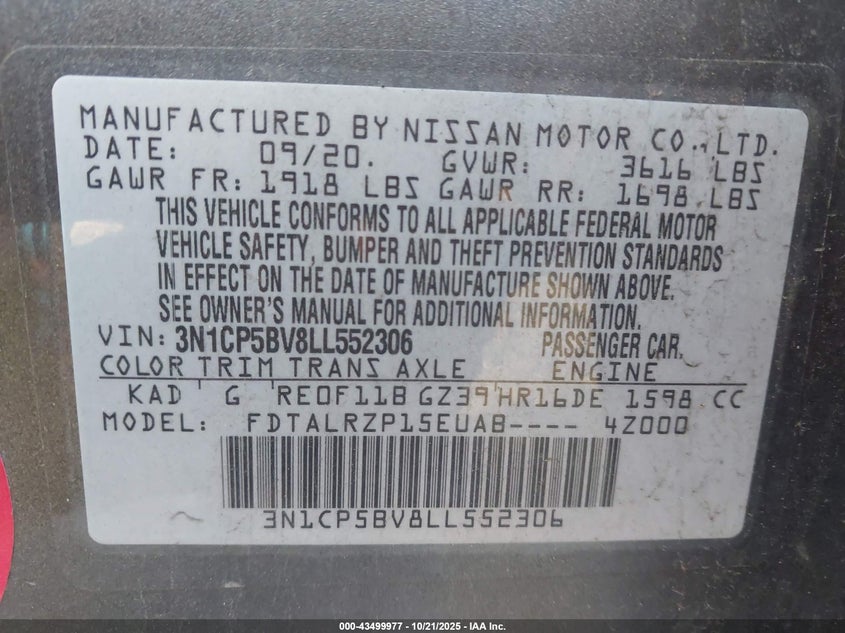 MANUFACTURED BY NISSAN MOTOR CO., LTD.
DATE: 09/20. GVWR: 3616 LBS
GAWR FR: 1918 LBS GAWR RR: 1698 LBS
THIS VEHICLE CONFORMS TO ALL APPLICABLE FEDERAL MOTOR
VEHICLE SAFETY, BUMPER AND THEFT PREVENTION STANDARDS
IN EFFECT ON THE DATE OF MANUFACTURE SHOWN ABOVE.
SEE OWNER'S MANUAL FOR ADDITIONAL INFORMATION.
VIN: 3N1CP5BV8LL552306 PASSENGER CAR.
COLOR TRIM TRANS AXLE ENGINE
KAD G RE0F11B GZ39 HR16DE 1598 CC
MODEL: FDTALRZP15EUAB---- 4Z000
3N1CP5BV8LL552306
000-43499977 - 10/21/2025 - IAA Inc.